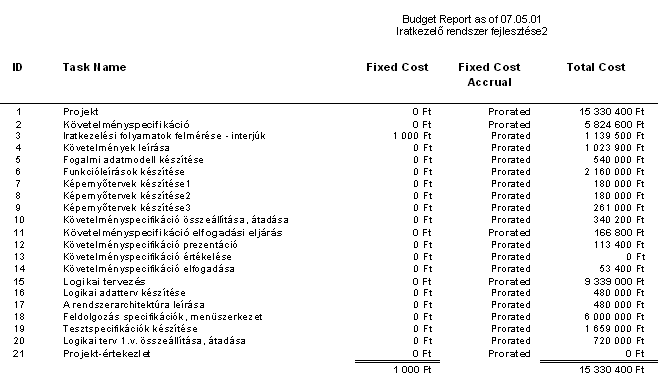 Budget Report as of 07.05.01
Iratkezelő rendszer fejlesztése2
ID Task Name Fixed Cost Fixed Cost Accrual Total Cost
1 Projekt 0 Ft Prorated 15 330 400 Ft
2 Követelményspecifikáció 0 Ft Prorated 5 824 600 Ft
3 Iratkezelési folyamatok felmérése - interjúk 1 000 Ft Prorated 1 139 500 Ft
4 Követelmények leírása 0 Ft Prorated 1 023 900 Ft
5 Fogalmi adatmodell készítése 0 Ft Prorated 540 000 Ft
6 Funkcióleírások készítése 0 Ft Prorated 2 160 000 Ft
7 Képernyőtervek készítése1 0 Ft Prorated 180 000 Ft
8 Képernyőtervek készítése2 0 Ft Prorated 180 000 Ft
9 Képernyőtervek készítése3 0 Ft Prorated 261 000 Ft
10 Követelményspecifikáció összeállítása, átadása 0 Ft Prorated 340 200 Ft
11 Követelményspecifikáció elfogadási eljárás 0 Ft Prorated 166 800 Ft
12 Követelményspecifikáció prezentáció 0 Ft Prorated 113 400 Ft
13 Követelményspecifikáció értékelése 0 Ft Prorated 0 Ft
14 Követelményspecifikáció elfogadása 0 Ft Prorated 53 400 Ft
15 Logikai tervezés 0 Ft Prorated 9 339 000 Ft
16 Logikai adatterv készítése 0 Ft Prorated 480 000 Ft
17 A rendszerarchitektúra leírása 0 Ft Prorated 480 000 Ft
18 Feldolgozás specifikációk, menüszerkezet 0 Ft Prorated 6 000 000 Ft
19 Tesztspecifikációk készítése 0 Ft Prorated 1 659 000 Ft
20 Logikai terv 1.v. összeállítása, átadása 0 Ft Prorated 720 000 Ft
21 Projekt-értekezlet 0 Ft Prorated 0 Ft
1 000 Ft 15 330 400 Ft